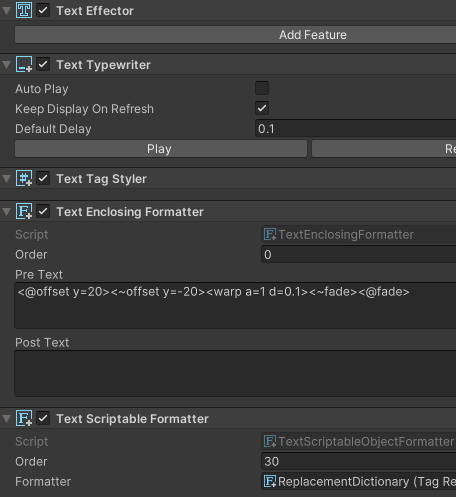 Text Effector
Add Feature
Text Typewriter
Auto Play
Keep Display On Refresh
Default Delay 0.1
Play Re
Text Tag Styler
Text Enclosing Formatter
Script TextEnclosingFormatter
Order 0
Pre Text
<@offset y=20><~offset y=-20><warp a=1 d=0.1><~fade><@fade>
Post Text
Text Scriptable Formatter
Script TextScriptableObjectFormatter
Order 30
Formatter ReplacementDictionary (Tag Re